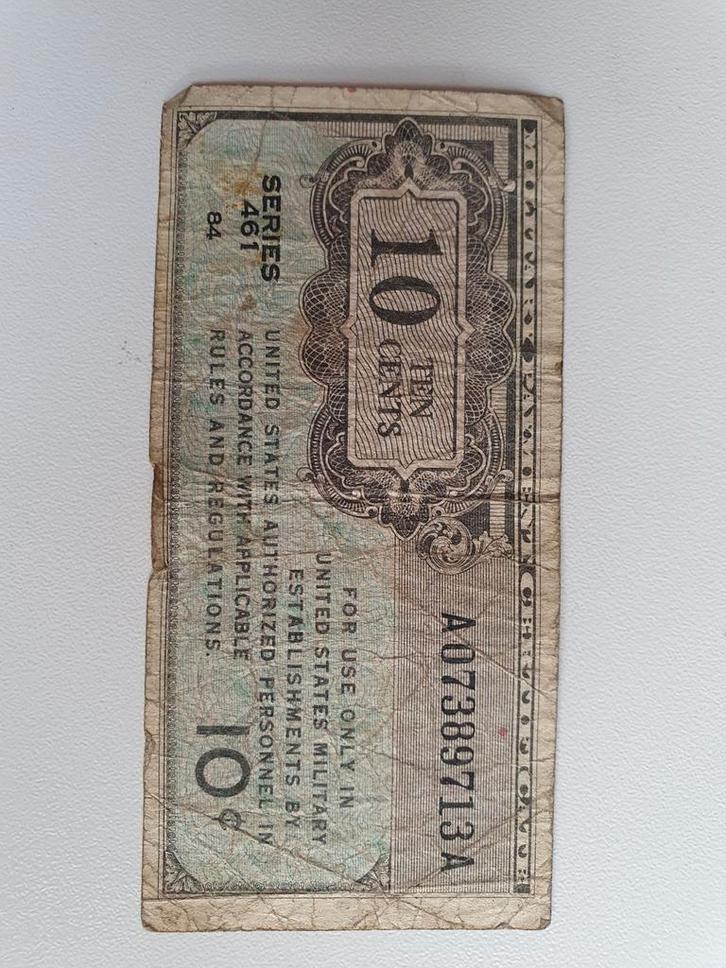 A07389713A
10
TEN
CENTS
FOR USE ONLY IN
UNITED STATES MILITARY
ESTABLISHMENTS BY
UNITED STATES AUTHORIZED PERSONNEL IN
ACCORDANCE WITH APPLICABLE
RULES AND REGULATIONS.
SERIES
461
84
10¢